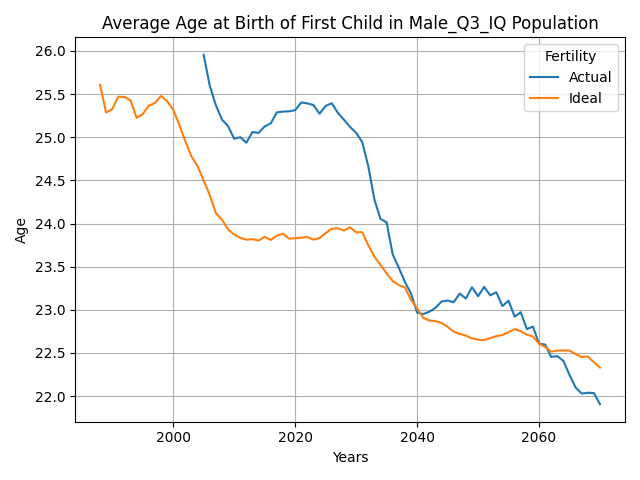 Average Age at Birth of First Child in Male_Q3_IQ Population
Fertility
Actual
Ideal
Age
26.0
25.5
25.0
24.5
24.0
23.5
23.0
22.5
22.0
2000 2020 2040 2060
Years